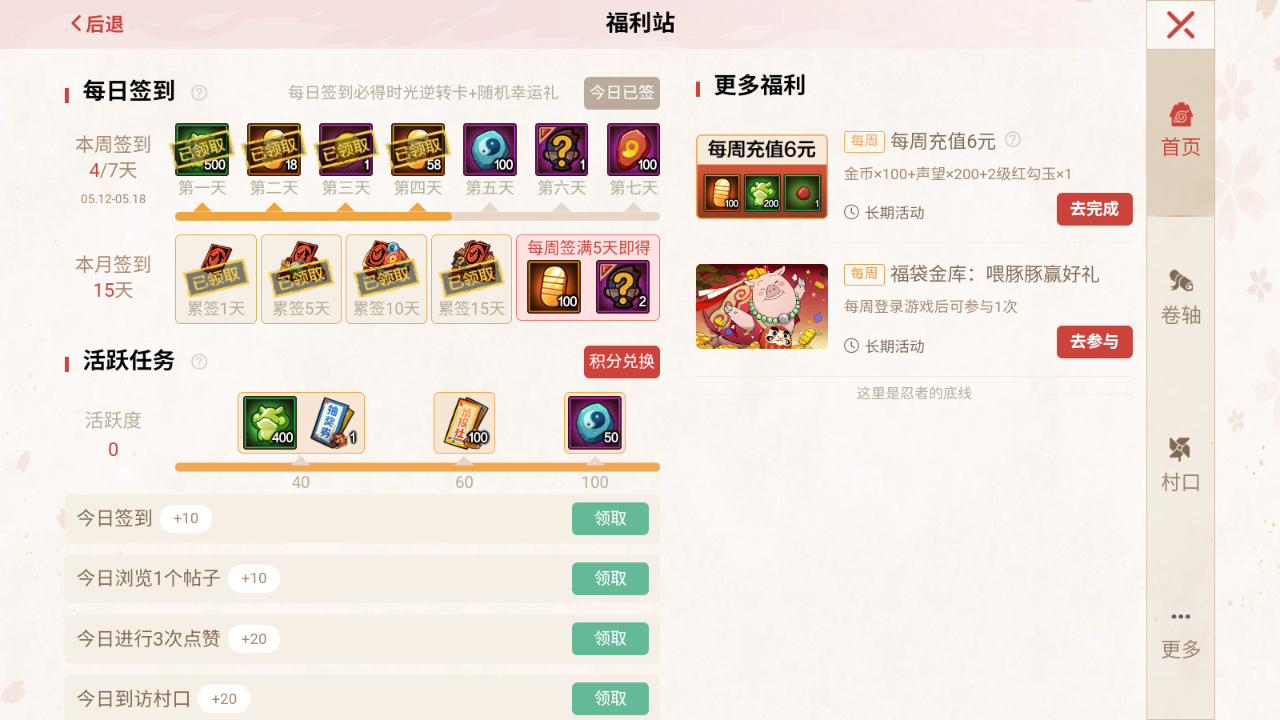 后退
福利站
每日签到
每日签到必得时光逆转卡+随机幸运礼
今日已签
本周签到
4/7天
05.12-05.18
已领取 500
已领取 18
已领取 1
已领取 58
100
1
100
第一天
第二天
第三天
第四天
第五天
第六天
第七天
本月签到
15天
已领取
累签1天
已领取
累签5天
已领取
累签10天
已领取
累签15天
每周签满5天即得
100
2
活跃任务
积分兑换
活跃度
0
400
抽奖券 1
情报社 100
50
40
60
100
今日签到 +10 领取
今日浏览1个帖子 +10 领取
今日进行3次点赞 +20 领取
今日到访村口 +20 领取
更多福利
每周充值6元
100
200
1
每周 每周充值6元
金币×100+声望×200+2级红勾玉×1
长期活动
去完成
每周 福袋金库：喂豚豚赢好礼
每周登录游戏后可参与1次
长期活动
去参与
这里是忍者的底线
首页
卷轴
村口
更多